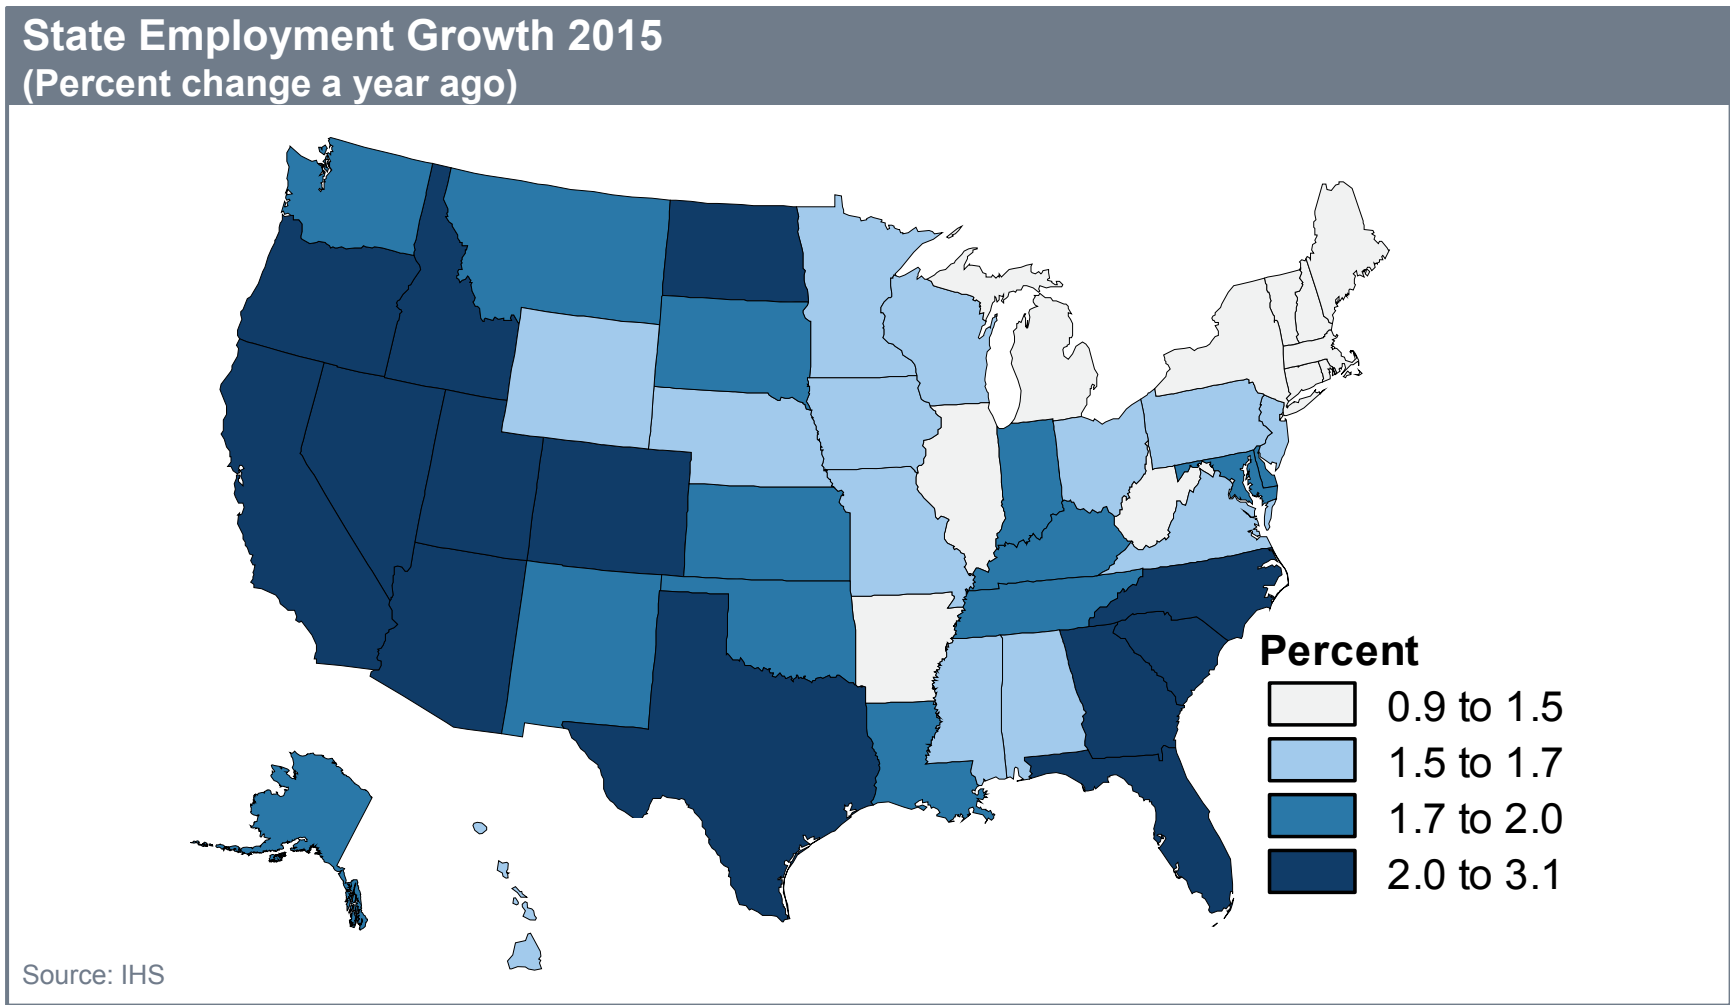 State Employment Growth 2015
(Percent change a year ago)
Percent
0.9 to 1.5
1.5 to 1.7
1.7 to 2.0
2.0 to 3.1
Source: IHS